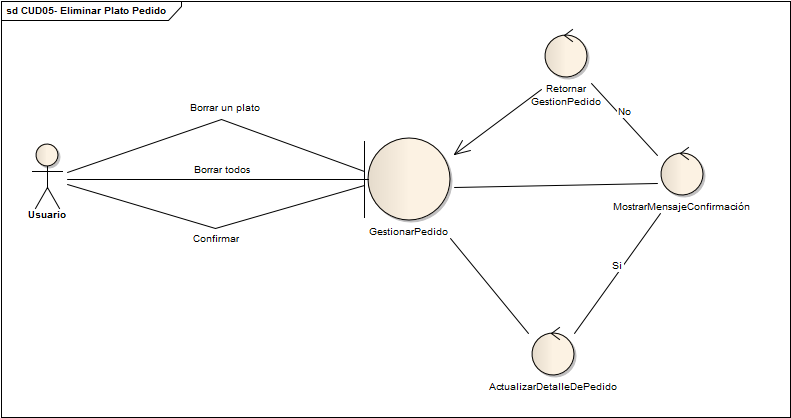 sd CUD05- Eliminar Plato Pedido
Retornar
GestionPedido
Borrar un plato
No
Borrar todos
MostrarMensajeConfirmación
Usuario
GestionarPedido
Confirmar
Si
ActualizarDetalleDePedido